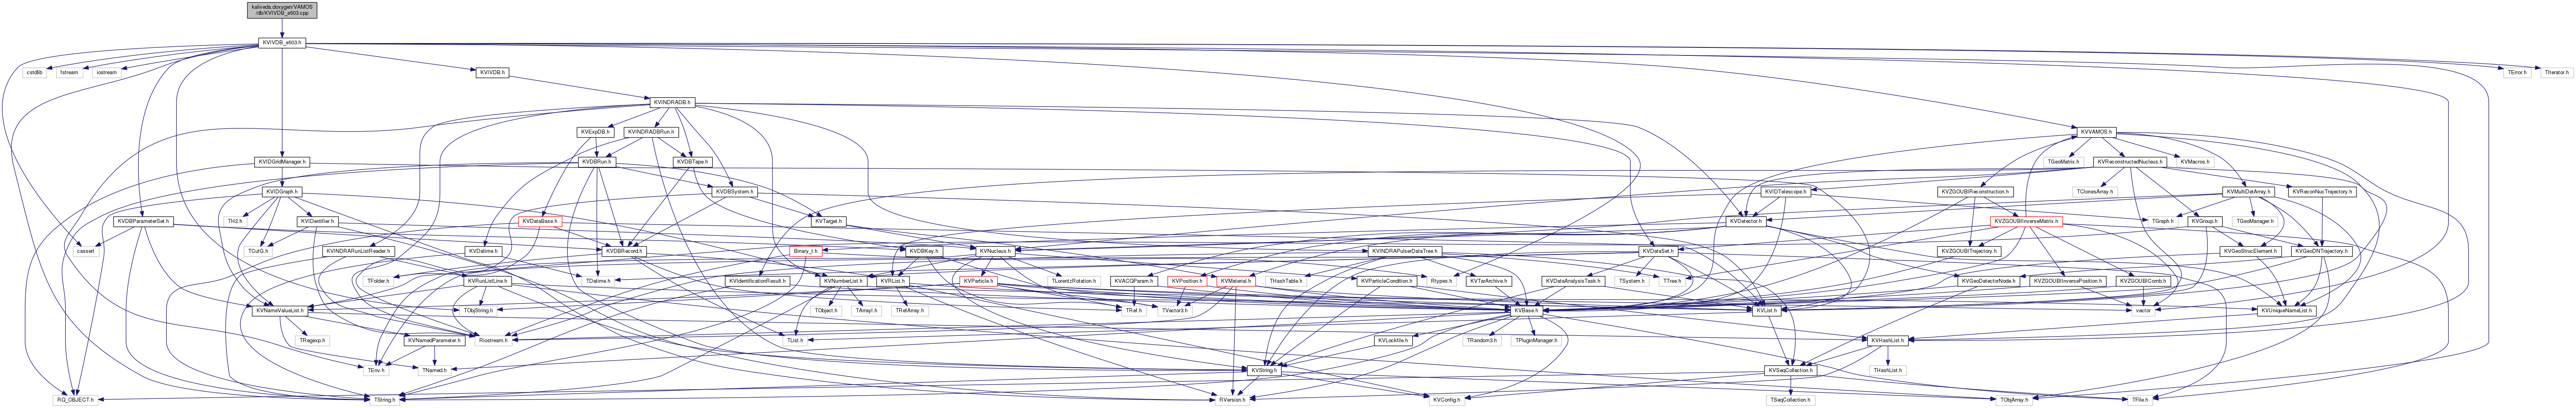 kaliveda.doxygen/VAMOS
/db/KVIVDB_e503.cpp
KVIVDB_e503.h
cstdlib
fstream
iostream
KVIVDB.h
TError.h
TIterator.h
KVINDRADB.h
KVExpDB.h
KVINDRADBRun.h
KVVAMOS.h
KVIDGridManager.h
KVDBRun.h
KVDBTape.h
TGeoMatrix.h
KVReconstructedNucleus.h
KVMacros.h
KVIDGraph.h
KVDBSystem.h
KVIDTelescope.h
KVZGOUBIReconstruction.h
TClonesArray.h
KVMultiDetArray.h
KVReconNucTrajectory.h
KVDBParameterSet.h
TH2.h
KVIDentifier.h
KVDataBase.h
KVTarget.h
KVDetector.h
TGraph.h
KVZGOUBIInverseMatrix.h
KVGroup.h
TGeoManager.h
cassert
TCutG.h
KVINDRARunListReader.h
KVDatime.h
KVDBRecord.h
Binary_t.h
KVDBKey.h
KVNucleus.h
KVINDRAPulserDataTree.h
KVDataSet.h
KVZGOUBITrajectory.h
KVGeoStrucElement.h
KVGeoDNTrajectory.h
TFolder.h
KVRunListLine.h
TDatime.h
KVIdentificationResult.h
KVNumberList.h
KVRList.h
KVParticle.h
TLorentzRotation.h
KVACQParam.h
KVPosition.h
KVMaterial.h
THashTable.h
KVParticleCondition.h
Rtypes.h
KVTarArchive.h
KVDataAnalysisTask.h
TSystem.h
TTree.h
KVGeoDetectorNode.h
KVZGOUBIInversePosition.h
KVZGOUBIComb.h
KVNameValueList.h
TObjString.h
TObject.h
TArrayI.h
TRefArray.h
TRef.h
TVector3.h
KVBase.h
KVList.h
vector
KVUniqueNameList.h
TRegexp.h
KVNamedParameter.h
Riostream.h
TList.h
TRandom3.h
TPluginManager.h
KVLockfile.h
KVHashList.h
TEnv.h
TNamed.h
KVString.h
KVSeqCollection.h
THashList.h
RQ_OBJECT.h
TString.h
RVersion.h
KVConfig.h
TSeqCollection.h
TObjArray.h
TFile.h